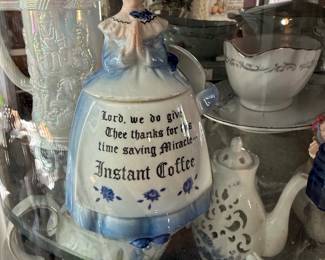 Lord, we do give
Thee thanks for this
time saving Miracle...
Instant Coffee